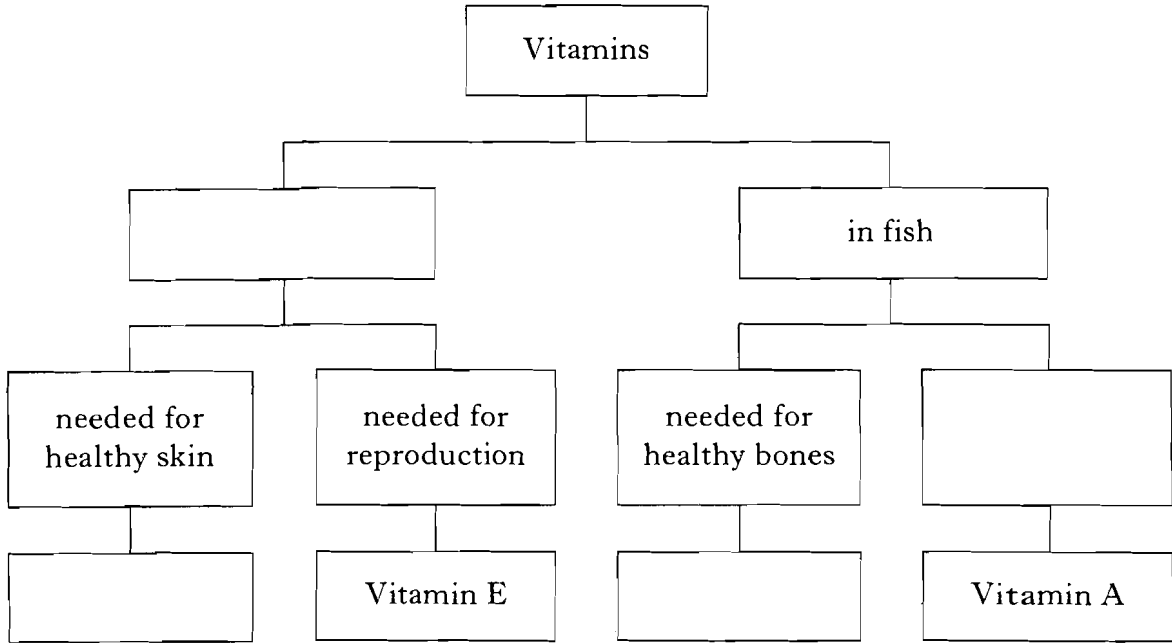 Vitamins
in fish
needed for
healthy skin
needed for
reproduction
needed for
healthy bones
Vitamin E
Vitamin A